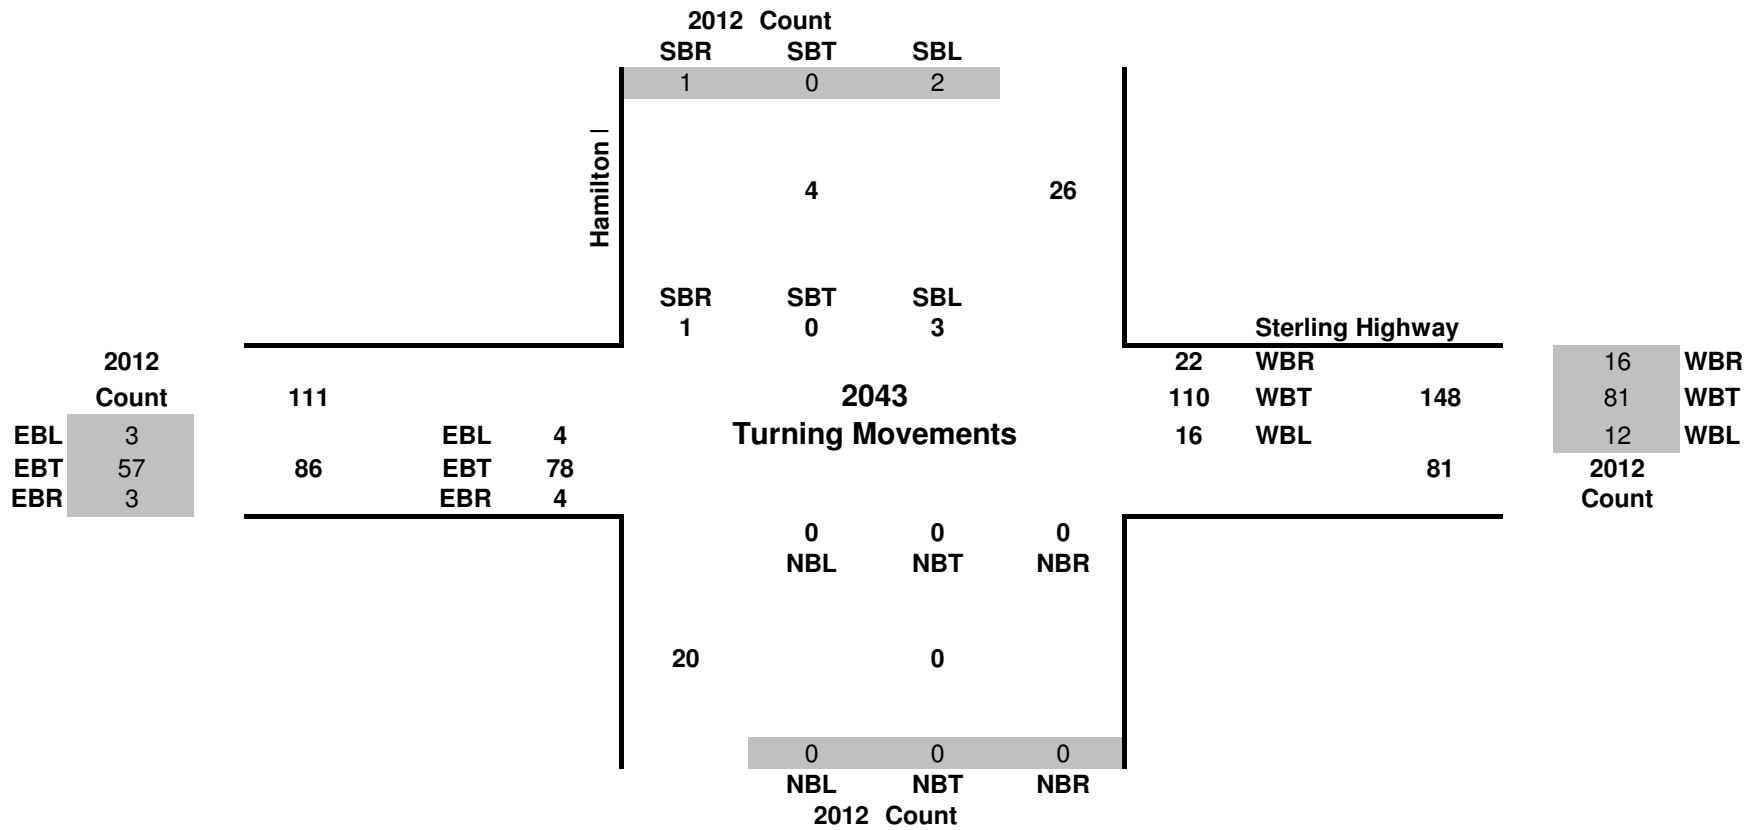 2012 Count
SBR SBT SBL
1 0 2
Hamilton l
4 26
SBR SBT SBL
1 0 3
Sterling Highway
2012 22 WBR 16 WBR
Count 111 2043 110 WBT 148 81 WBT
EBL 3 EBL 4 Turning Movements 16 WBL 12 WBL
EBT 57 86 EBT 78 81 2012
EBR 3 EBR 4 Count
0 0 0
NBL NBT NBR
20 0
0 0 0
NBL NBT NBR
2012 Count